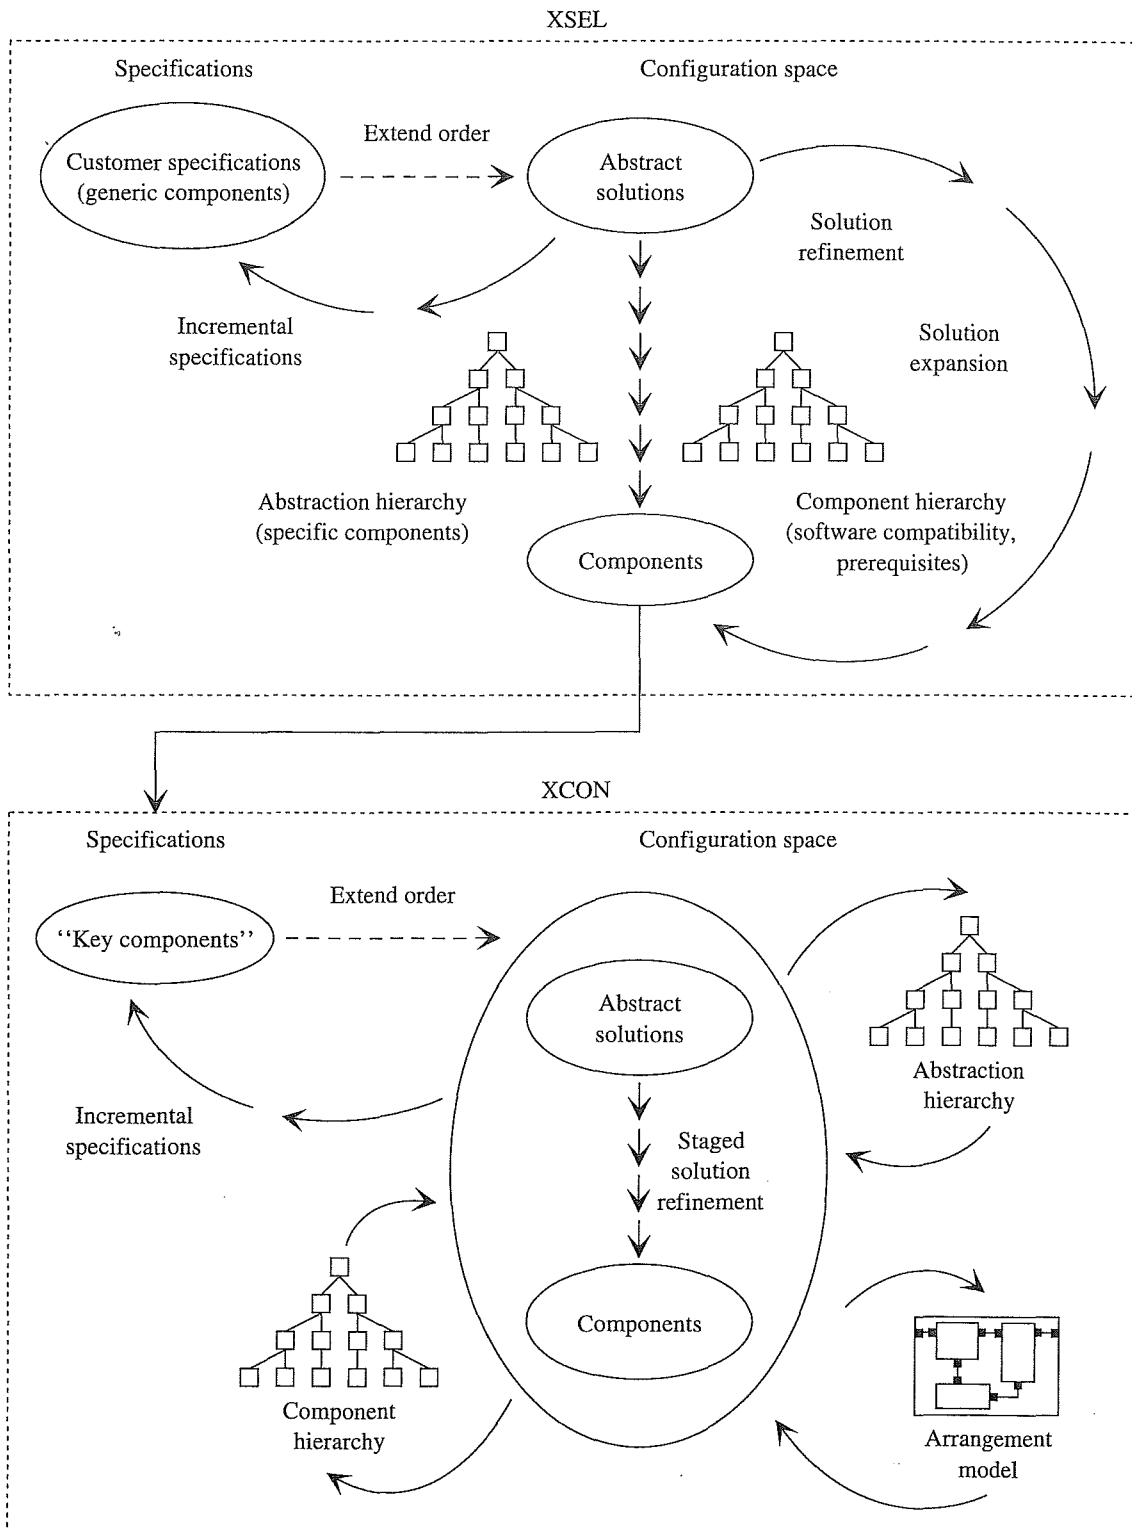 XSEL
Specifications
Configuration space
Extend order
Customer specifications
(generic components)
Abstract
solutions
Solution
refinement
Incremental
specifications
Solution
expansion
Abstraction hierarchy
(specific components)
Component hierarchy
(software compatibility,
prerequisites)
Components
XCON
Specifications
Configuration space
Extend order
“Key components”
Abstract
solutions
Abstraction
hierarchy
Incremental
specifications
Staged
solution
refinement
Components
Component
hierarchy
Arrangement
model